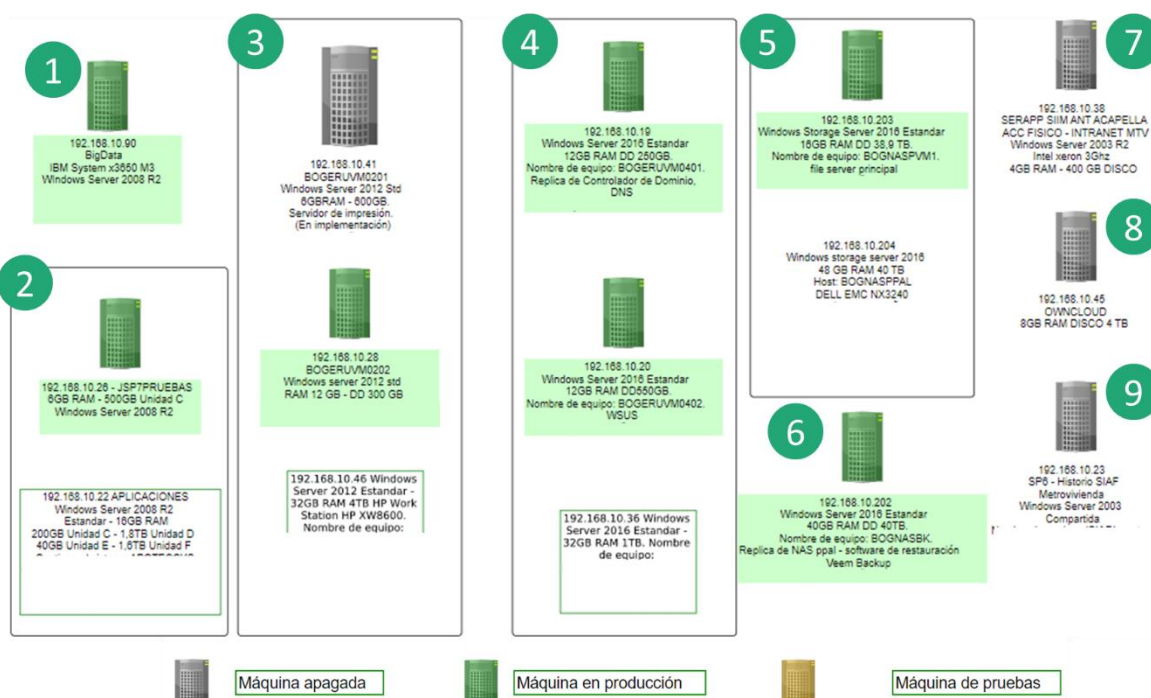 1
192.168.10.90
BigData
IBM System x3650 M3
Windows Server 2008 R2
2
192.168.10.26 - JSP7PRUEBAS
6GB RAM - 500GB Unidad C
Windows Server 2008 R2
192.168.10.22 APLICACIONES
Windows Server 2008 R2
Estandar - 16GB RAM
200GB Unidad C - 1,8TB Unidad D
40GB Unidad E - 1,6TB Unidad F
3
192.168.10.41
BOGERUVM0201
Windows Server 2012 Std
6GBRAM - 600GB.
Servidor de impresión.
(En implementación)
192.168.10.28
BOGERUVM0202
Windows server 2012 std
RAM 12 GB - DD 300 GB
192.168.10.46 Windows
Server 2012 Estandar -
32GB RAM 4TB HP Work
Station HP XW8600.
Nombre de equipo:
4
192.168.10.19
Windows Server 2016 Estandar
12GB RAM DD 250GB.
Nombre de equipo: BOGERUVM0401.
Replica de Controlador de Dominio,
DNS
192.168.10.20
Windows Server 2016 Estandar
12GB RAM DD550GB.
Nombre de equipo: BOGERUVM0402.
WSUS
192.168.10.36 Windows
Server 2016 Estandar -
32GB RAM 1TB. Nombre
de equipo:
5
192.168.10.203
Windows Storage Server 2016 Estandar
16GB RAM DD 38,9 TB.
Nombre de equipo: BOGNASPVM1.
file server principal
192.168.10.204
Windows storage server 2016
48 GB RAM 40 TB
Host: BOGNASPPAL
DELL EMC NX3240
6
192.168.10.202
Windows Server 2016 Estandar
40GB RAM DD 40TB.
Nombre de equipo: BOGNASBK.
Replica de NAS ppal - software de restauración
Veem Backup
7
192.168.10.38
SERAPP SIIM ANT ACAPELLA
ACC FISICO - INTRANET MTV
Windows Server 2003 R2
Intel xeron 3Ghz
4GB RAM - 400 GB DISCO
8
192.168.10.45
OWNCLOUD
8GB RAM DISCO 4 TB
9
192.168.10.23
SP6 - Historio SIAF
Metrovivienda
Windows Server 2003
Compartida
Máquina apagada
Máquina en producción
Máquina de pruebas